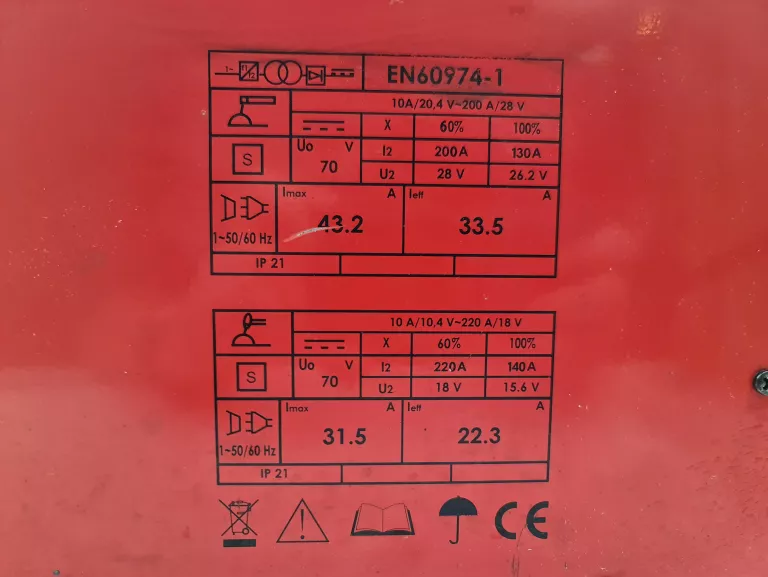 1~ f1 f2 EN60974-1
10A/20,4 V~200 A/28 V
X 60% 100%
S Uo V 70 I2 200A 130A
U2 28 V 26.2 V
Imax A Ieff A
43.2 33.5
1~50/60 Hz
IP 21
10 A/10,4 V~220 A/18 V
X 60% 100%
S Uo V 70 I2 220A 140A
U2 18 V 15.6 V
Imax A Ieff A
31.5 22.3
1~50/60 Hz
IP 21
CE